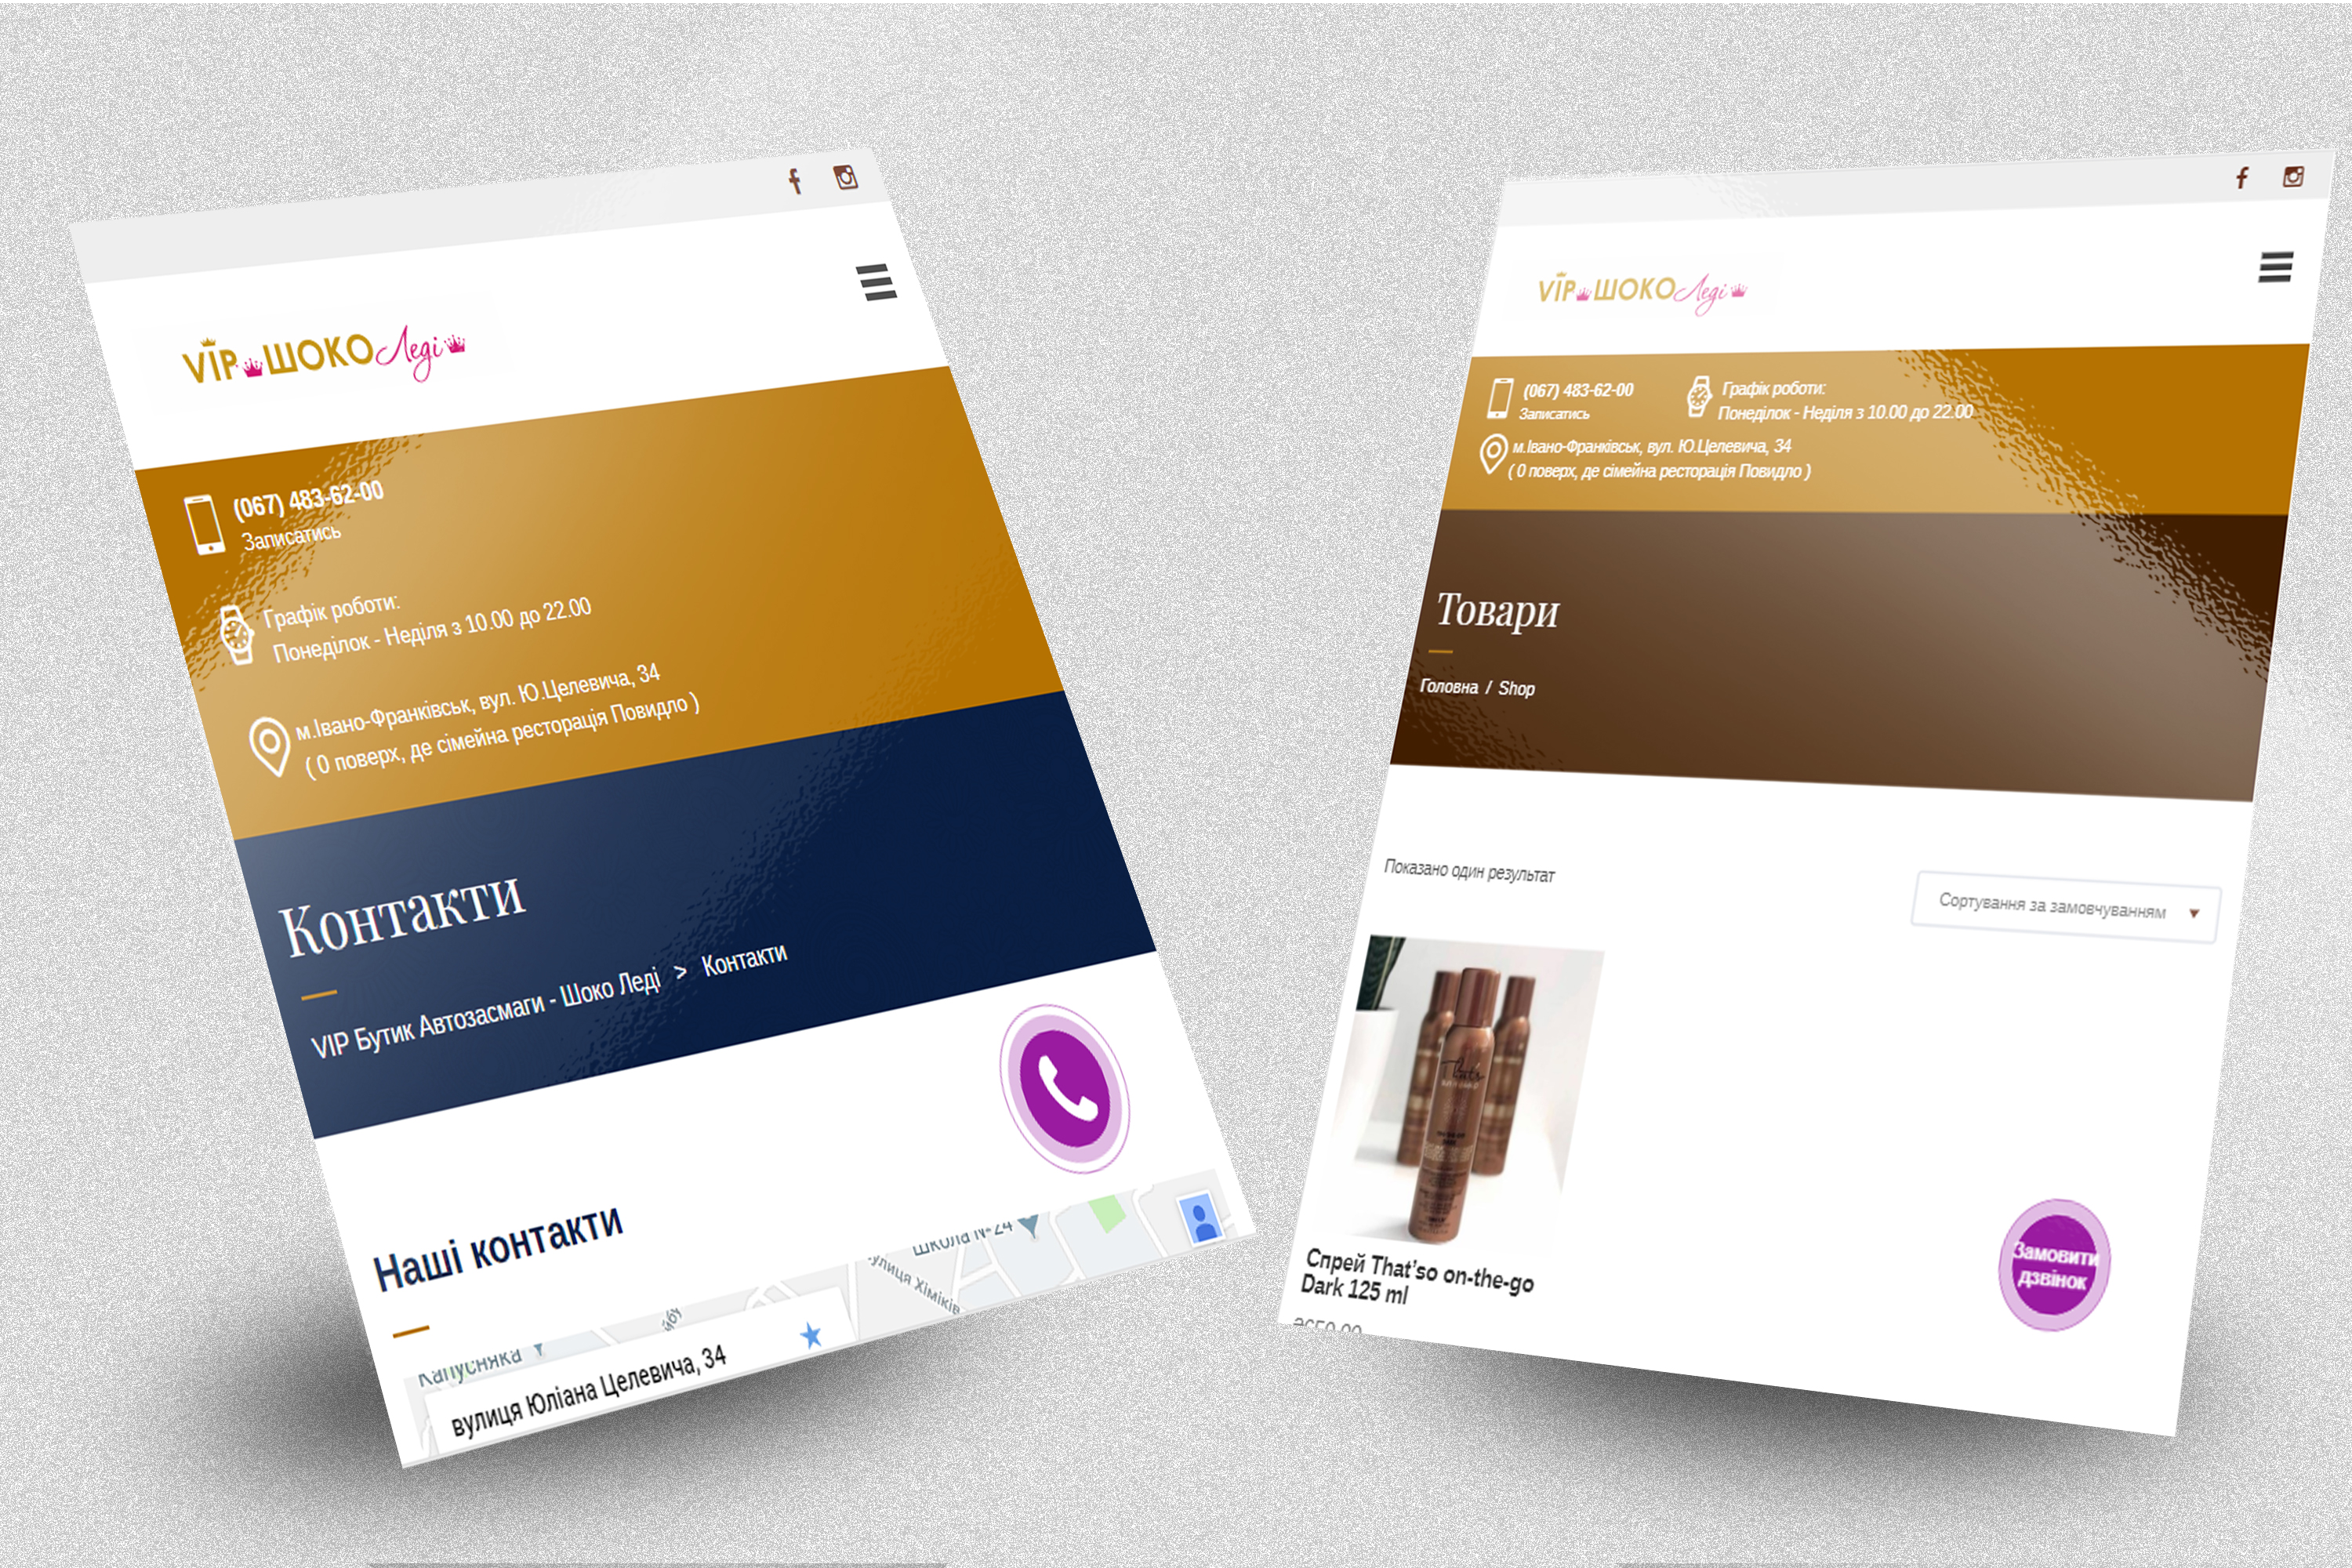 VIP ШОКО Леді
(067) 483-62-00
Записатись
Графік роботи:
Понеділок - Неділя з 10.00 до 22.00
м.Івано-Франківськ, вул. Ю.Целевича, 34
( 0 поверх, де сімейна ресторація Повидло )
Контакти
VIP Бутик Автозасмаги - Шоко Леді > Контакти
Наші контакти
Школа № 24
улиця Хіміків
Капусняка
вулиця Юліана Целевича, 34
VIP ШОКО Леді
(067) 483-62-00
Записатись
Графік роботи:
Понеділок - Неділя з 10.00 до 22.00
м.Івано-Франківськ, вул. Ю.Целевича, 34
( 0 поверх, де сімейна ресторація Повидло )
Товари
Головна / Shop
Показано один результат
Сортування за замовчуванням
That's
Спрей That’so on-the-go
Dark 125 ml
Замовити
дзвінок